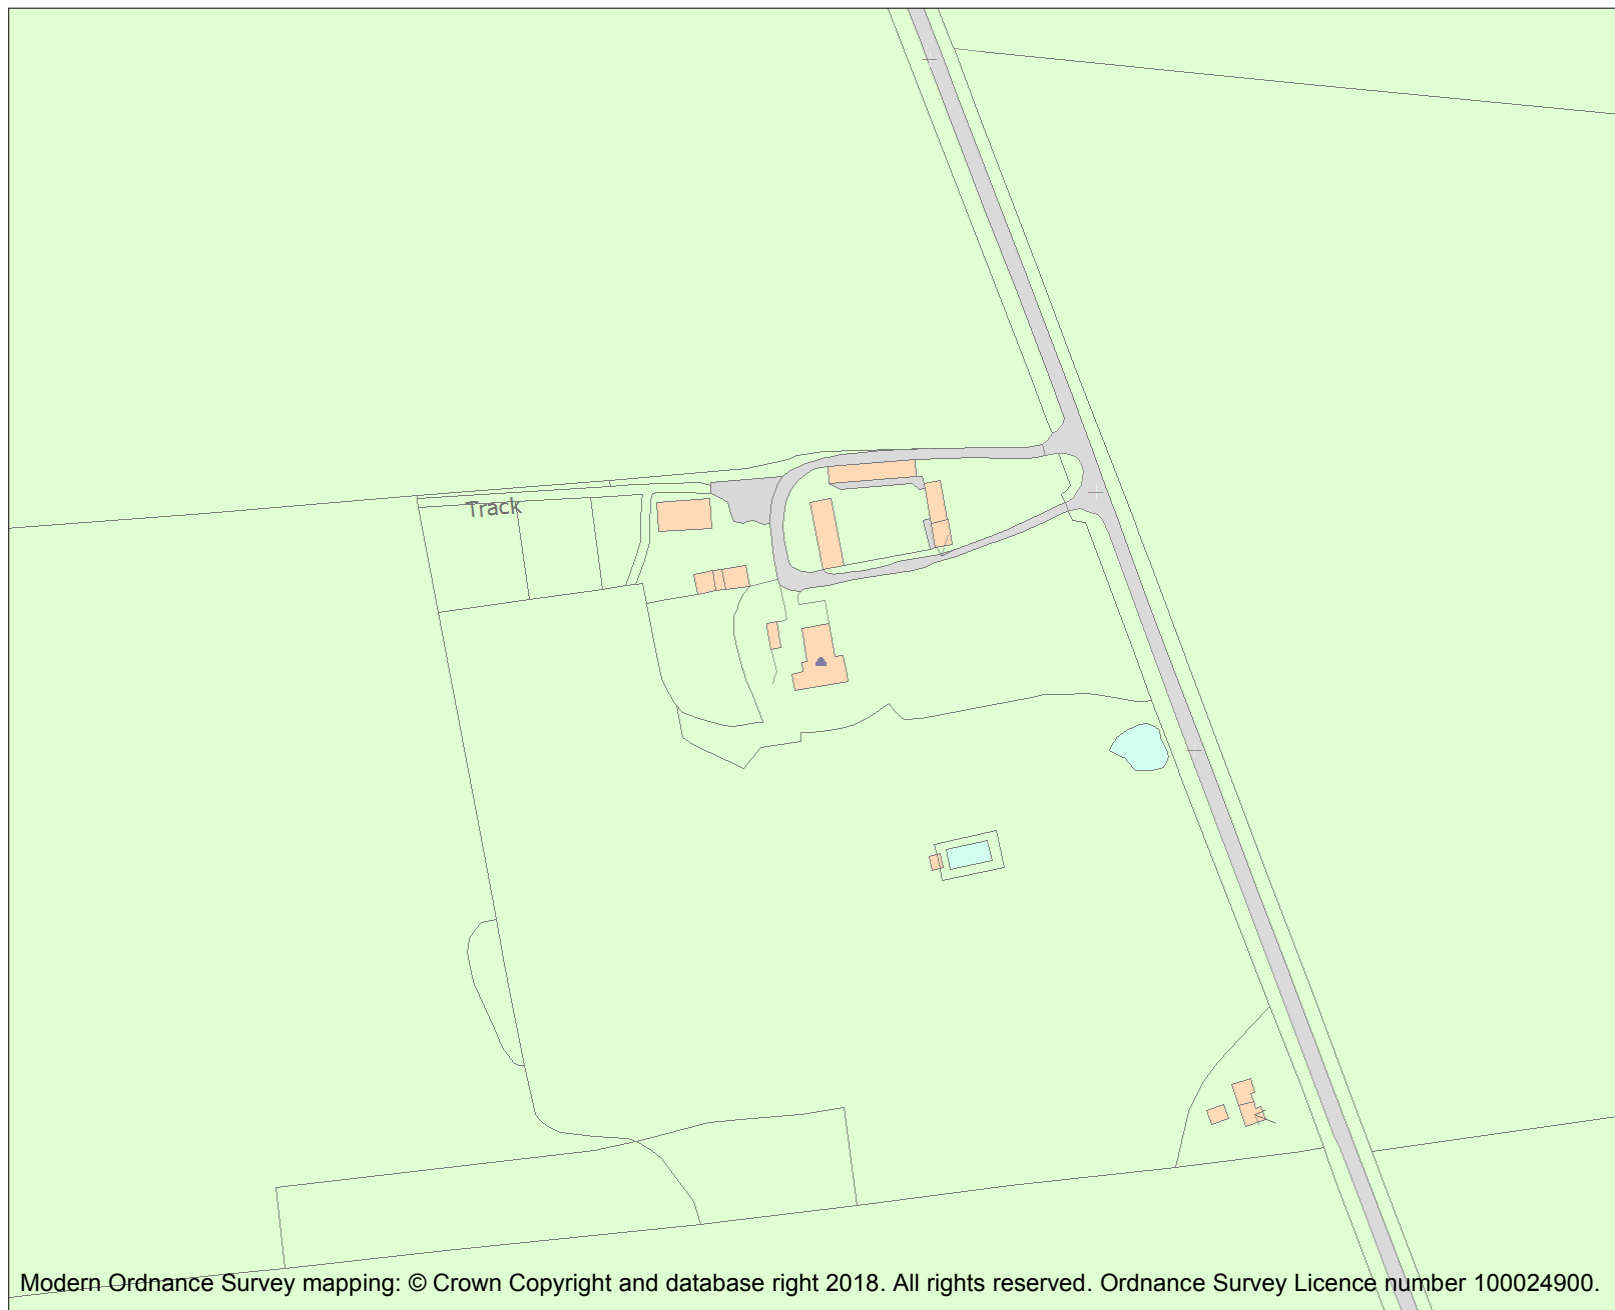 Track
Modern Ordnance Survey mapping: © Crown Copyright and database right 2018. All rights reserved. Ordnance Survey Licence number 100024900.